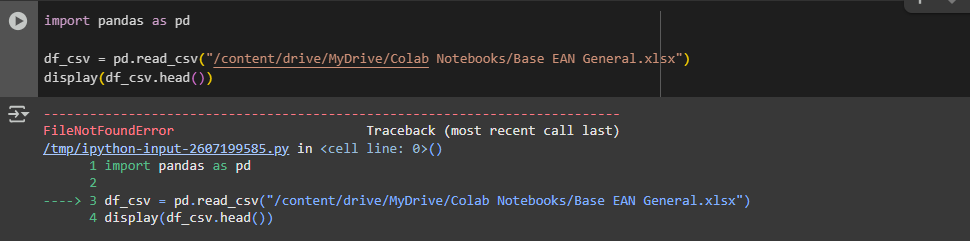 import pandas as pd
df_csv = pd.read_csv("/content/drive/MyDrive/Colab Notebooks/Base EAN General.xlsx")
display(df_csv.head())
---------------------------------------------------------------------------
FileNotFoundError                         Traceback (most recent call last)
/tmp/ipython-input-2607199585.py in <cell line: 0>()
      1 import pandas as pd
      2
----> 3 df_csv = pd.read_csv("/content/drive/MyDrive/Colab Notebooks/Base EAN General.xlsx")
      4 display(df_csv.head())